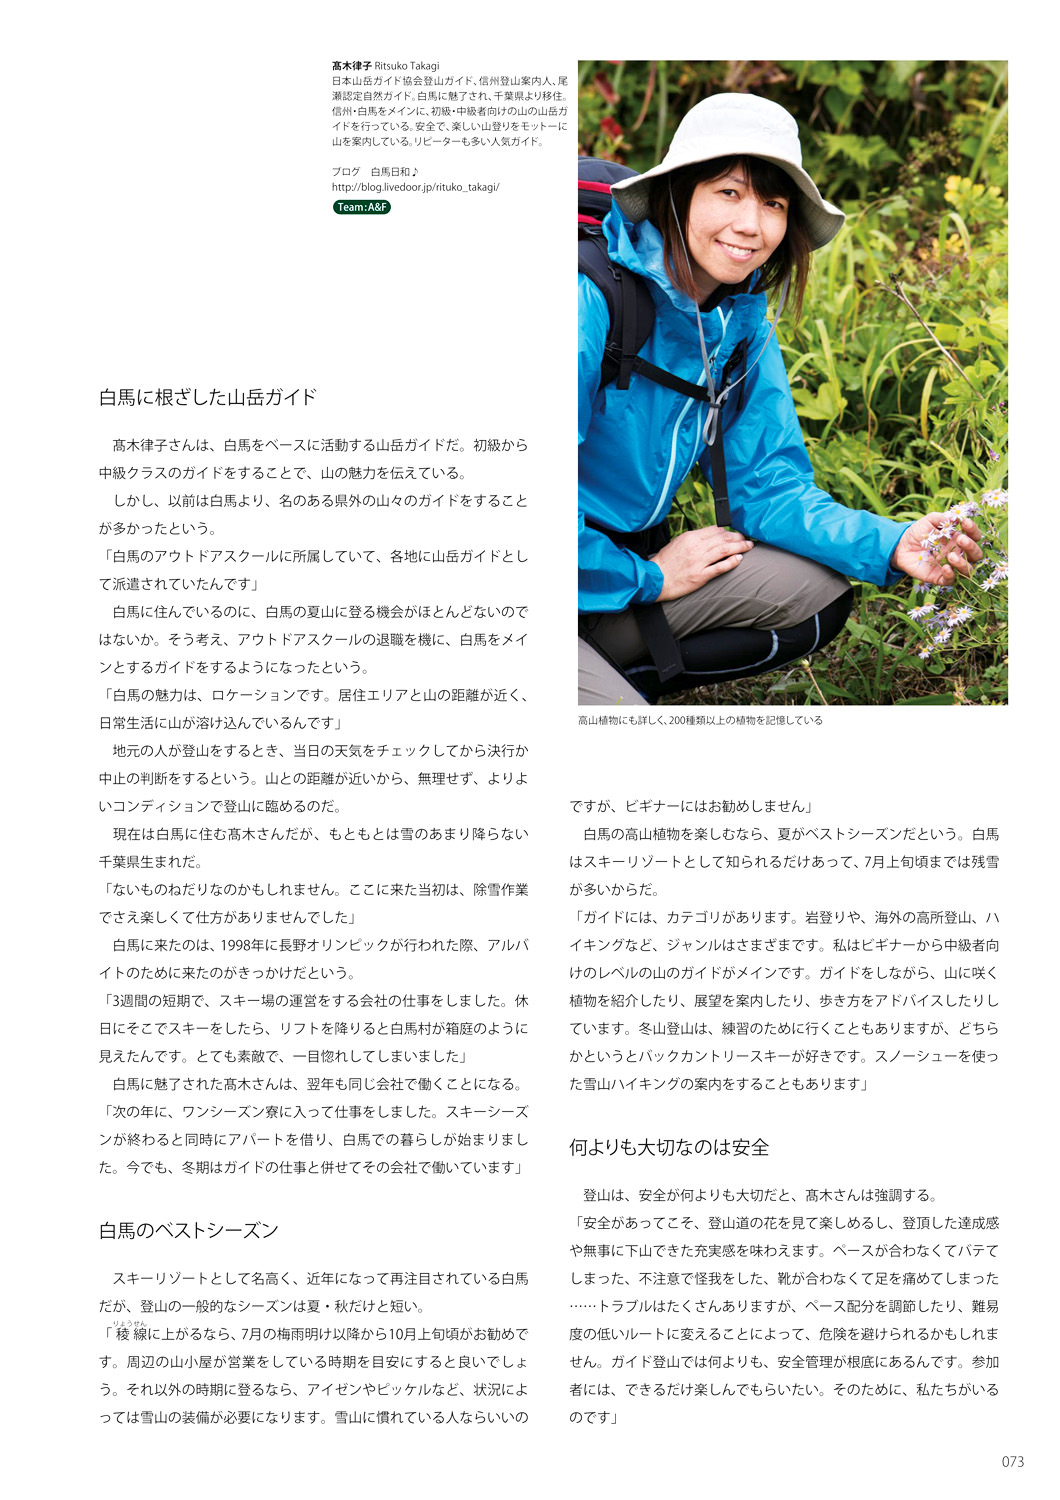 髙木律子 Ritsuko Takagi
日本山岳ガイド協会登山ガイド、信州登山案内人、尾
瀬認定自然ガイド。白馬に魅了され、千葉県より移住。
信州・白馬をメインに、初級・中級者向けの山の山岳ガ
イドを行っている。安全で、楽しい山登りをモットーに
山を案内している。リピーターも多い人気ガイド。
ブログ 白馬日和♪
http://blog.livedoor.jp/rituko_takagi/
Team:A&F
白馬に根ざした山岳ガイド
髙木律子さんは、白馬をベースに活動する山岳ガイドだ。初級から
中級クラスのガイドをすることで、山の魅力を伝えている。
しかし、以前は白馬より、名のある県外の山々のガイドをすること
が多かったという。
「白馬のアウトドアスクールに所属していて、各地に山岳ガイドとし
て派遣されていたんです」
白馬に住んでいるのに、白馬の夏山に登る機会がほとんどないので
はないか。そう考え、アウトドアスクールの退職を機に、白馬をメイ
ンとするガイドをするようになったという。
「白馬の魅力は、ロケーションです。居住エリアと山の距離が近く、
日常生活に山が溶け込んでいるんです」
地元の人が登山をするとき、当日の天気をチェックしてから決行か
中止の判断をするという。山との距離が近いから、無理せず、よりよ
いコンディションで登山に臨めるのだ。
現在は白馬に住む髙木さんだが、もともとは雪のあまり降らない
千葉県生まれだ。
「ないものねだりなのかもしれません。ここに来た当初は、除雪作業
でさえ楽しくて仕方がありませんでした」
白馬に来たのは、1998年に長野オリンピックが行われた際、アルバ
イトのために来たのがきっかけだという。
「3週間の短期で、スキー場の運営をする会社の仕事をしました。休
日にそこでスキーをしたら、リフトを降りると白馬村が箱庭のように
見えたんです。とても素敵で、一目惚れしてしまいました」
白馬に魅了された髙木さんは、翌年も同じ会社で働くことになる。
「次の年に、ワンシーズン寮に入って仕事をしました。スキーシーズ
ンが終わると同時にアパートを借り、白馬での暮らしが始まりまし
た。今でも、冬期はガイドの仕事と併せてその会社で働いています」
白馬のベストシーズン
スキーリゾートとして名高く、近年になって再注目されている白馬
だが、登山の一般的なシーズンは夏・秋だけと短い。
りょうせん
「稜線に上がるなら、7月の梅雨明け以降から10月上旬頃がお勧めで
す。周辺の山小屋が営業をしている時期を目安にすると良いでしょ
う。それ以外の時期に登るなら、アイゼンやピッケルなど、状況によ
っては雪山の装備が必要になります。雪山に慣れている人ならいいの
高山植物にも詳しく、200種類以上の植物を記憶している
ですが、ビギナーにはお勧めしません」
白馬の高山植物を楽しむなら、夏がベストシーズンだという。白馬
はスキーリゾートとして知られるだけあって、7月上旬頃までは残雪
が多いからだ。
「ガイドには、カテゴリがあります。岩登りや、海外の高所登山、ハ
イキングなど、ジャンルはさまざまです。私はビギナーから中級者向
けのレベルの山のガイドがメインです。ガイドをしながら、山に咲く
植物を紹介したり、展望を案内したり、歩き方をアドバイスしたりし
ています。冬山登山は、練習のために行くこともありますが、どちら
かというとバックカントリースキーが好きです。スノーシューを使っ
た雪山ハイキングの案内をすることもあります」
何よりも大切なのは安全
登山は、安全が何よりも大切だと、髙木さんは強調する。
「安全があってこそ、登山道の花を見て楽しめるし、登頂した達成感
や無事に下山できた充実感を味わえます。ペースが合わなくてバテて
しまった、不注意で怪我をした、靴が合わなくて足を痛めてしまった
……トラブルはたくさんありますが、ペース配分を調節したり、難易
度の低いルートに変えることによって、危険を避けられるかもしれま
せん。ガイド登山では何よりも、安全管理が根底にあるんです。参加
者には、できるだけ楽しんでもらいたい。そのために、私たちがいる
のです」
073